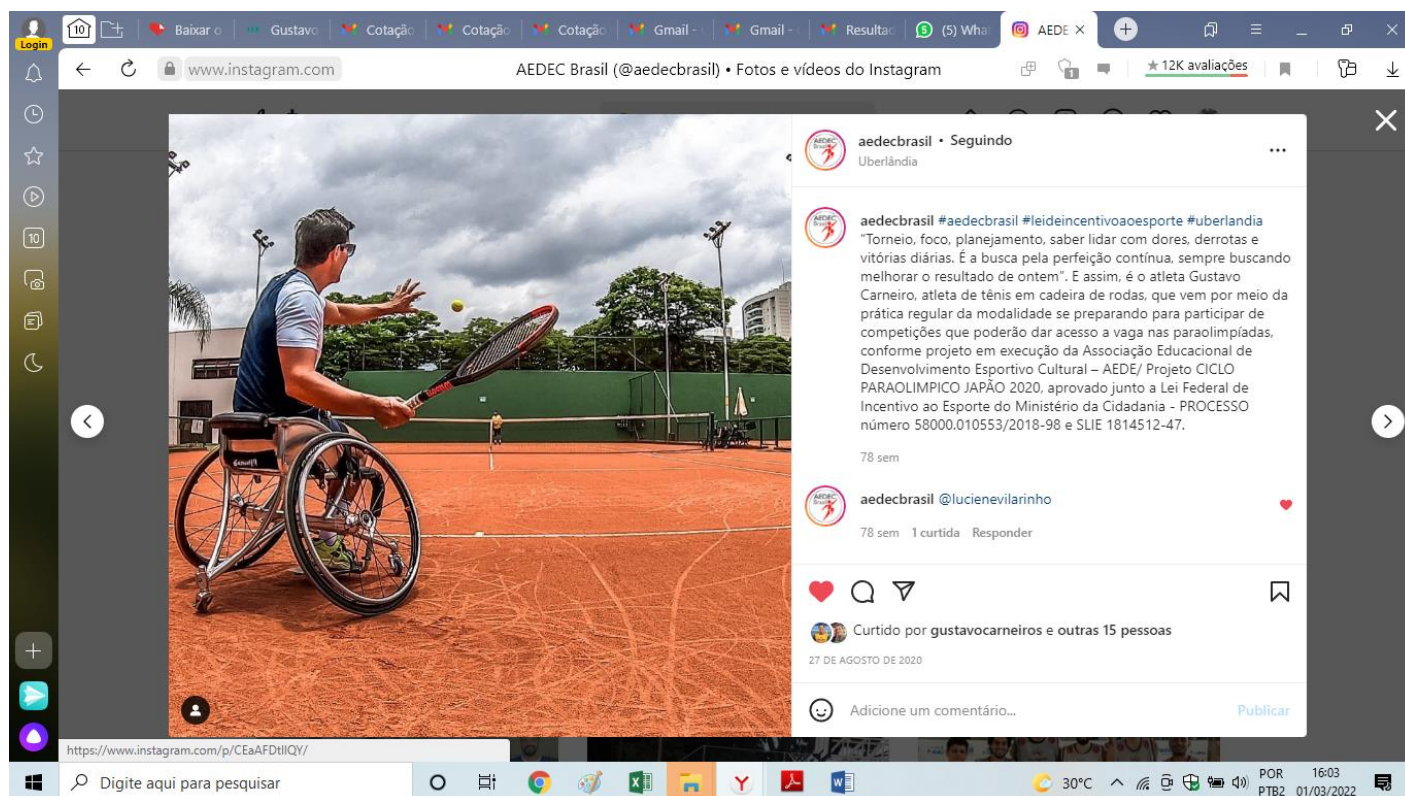 10 Baixar o Gustavo Cotação Cotação Cotação Gmail - Gmail - Resultad (5) What AEDE
Login
www.instagram.com AEDEC Brasil (@aedecbrasil) • Fotos e vídeos do Instagram 1 ★ 12K avaliações
aedecbrasil • Seguindo
Uberlândia
aedecbrasil #aedecbrasil #leideincentivoaoesporte #uberlandia
"Torneio, foco, planejamento, saber lidar com dores, derrotas e
vitórias diárias. É a busca pela perfeição contínua, sempre buscando
melhorar o resultado de ontem". E assim, é o atleta Gustavo
Carneiro, atleta de tênis em cadeira de rodas, que vem por meio da
prática regular da modalidade se preparando para participar de
competições que poderão dar acesso a vaga nas paraolimpíadas,
conforme projeto em execução da Associação Educacional de
Desenvolvimento Esportivo Cultural – AEDE/ Projeto CICLO
PARAOLIMPICO JAPÃO 2020, aprovado junto a Lei Federal de
Incentivo ao Esporte do Ministério da Cidadania - PROCESSO
número 58000.010553/2018-98 e SLIE 1814512-47.
78 sem
aedecbrasil @lucienevilarinho
78 sem 1 curtida Responder
Curtido por gustavocarneiros e outras 15 pessoas
27 DE AGOSTO DE 2020
Adicione um comentário... Publicar
10
https://www.instagram.com/p/CEaAFDtlIQY/
Digite aqui para pesquisar
30°C
POR 16:03
PTB2 01/03/2022